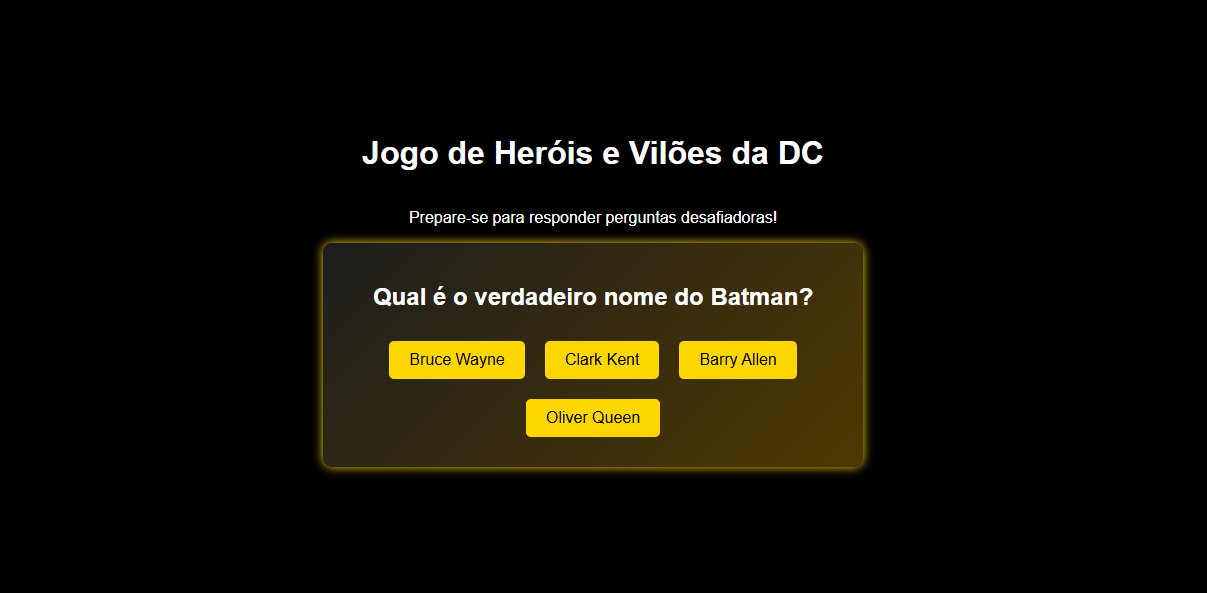 Jogo de Heróis e Vilões da DC
Prepare-se para responder perguntas desafiadoras!
Qual é o verdadeiro nome do Batman?
Bruce Wayne
Clark Kent
Barry Allen
Oliver Queen